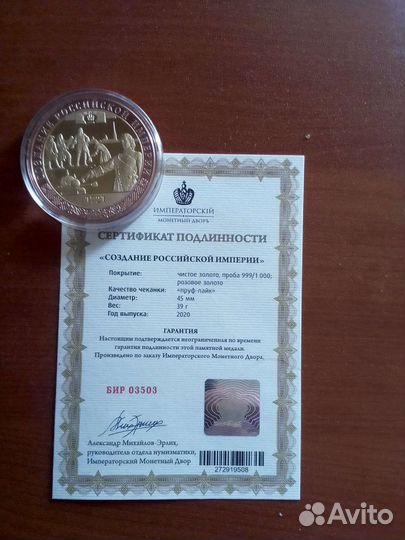 СОЗДАНИЕ РОССИЙСКОЙ ИМПЕРИИ
ИМПЕРАТОРСКIЙ
МОНЕТНЫЙ ДВОРЪ
СЕРТИФИКАТ ПОДЛИННОСТИ
«СОЗДАНИЕ РОССИЙСКОЙ ИМПЕРИИ»
Покрытие: чистое золото, проба 999/1 000;
розовое золото
Качество чеканки: «пруф-лайк»
Диаметр: 45 мм
Вес: 39 г
Год выпуска: 2020
ГАРАНТИЯ
Настоящим подтверждается неограниченная по времени
гарантия подлинности этой памятной медали.
Произведено по заказу Императорского Монетного Двора.
БИР 03503
Александр Михайлов-Эрлих,
руководитель отдела нумизматики,
Императорский Монетный Двор
272919508
Avito